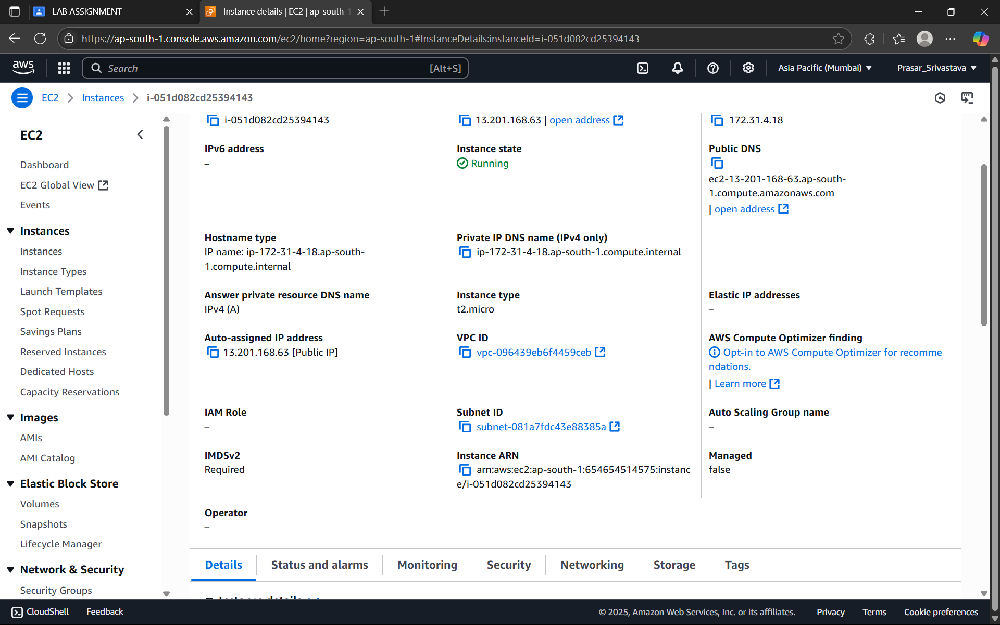 LAB ASSIGNMENT
Instance details | EC2 | ap-south-1
https://ap-south-1.console.aws.amazon.com/ec2/home?region=ap-south-1#InstanceDetails:instanceId=i-051d082cd25394143
aws
Search
[Alt+S]
Asia Pacific (Mumbai)
Prasar_Srivastava
EC2
Instances
i-051d082cd25394143
EC2
Dashboard
EC2 Global View
Events
Instances
Instances
Instance Types
Launch Templates
Spot Requests
Savings Plans
Reserved Instances
Dedicated Hosts
Capacity Reservations
Images
AMIs
AMI Catalog
Elastic Block Store
Volumes
Snapshots
Lifecycle Manager
Network & Security
Security Groups
i-051d082cd25394143
13.201.168.63 | open address
172.31.4.18
IPv6 address
–
Instance state
Running
Public DNS
ec2-13-201-168-63.ap-south-
1.compute.amazonaws.com
| open address
Hostname type
IP name: ip-172-31-4-18.ap-south-
1.compute.internal
Private IP DNS name (IPv4 only)
ip-172-31-4-18.ap-south-1.compute.internal
Answer private resource DNS name
IPv4 (A)
Instance type
t2.micro
Elastic IP addresses
–
Auto-assigned IP address
13.201.168.63 [Public IP]
VPC ID
vpc-096439eb6f4459ceb
AWS Compute Optimizer finding
Opt-in to AWS Compute Optimizer for recomme
ndations.
| Learn more
IAM Role
–
Subnet ID
subnet-081a7fdc43e88385a
Auto Scaling Group name
–
IMDSv2
Required
Instance ARN
arn:aws:ec2:ap-south-1:654654514575:instanc
e/i-051d082cd25394143
Managed
false
Operator
–
Details
Status and alarms
Monitoring
Security
Networking
Storage
Tags
Instance details
CloudShell
Feedback
© 2025, Amazon Web Services, Inc. or its affiliates.
Privacy
Terms
Cookie preferences